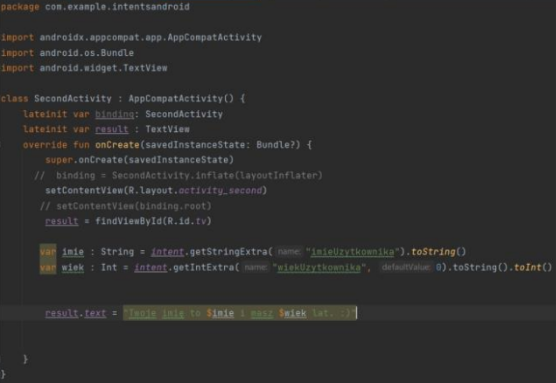 package com.example.intentsandroid
import androidx.appcompat.app.AppCompatActivity
import android.os.Bundle
import android.widget.TextView
class SecondActivity : AppCompatActivity() {
lateinit var binding: SecondActivity
lateinit var result : TextView
override fun onCreate(savedInstanceState: Bundle?) {
super.onCreate(savedInstanceState)
// binding = SecondActivity.inflate(layoutInflater)
setContentView(R.layout.activity_second)
// setContentView(binding.root)
result = findViewById(R.id.tv)
var imie : String = intent.getStringExtra( name: "imieUzytkownika").toString()
var wiek : Int = intent.getIntExtra( name: "wiekUzytkownika", defaultValue: 0).toString().toInt()
result.text = "Twoje imie to $imie i masz $wiek lat. :)"
}
}